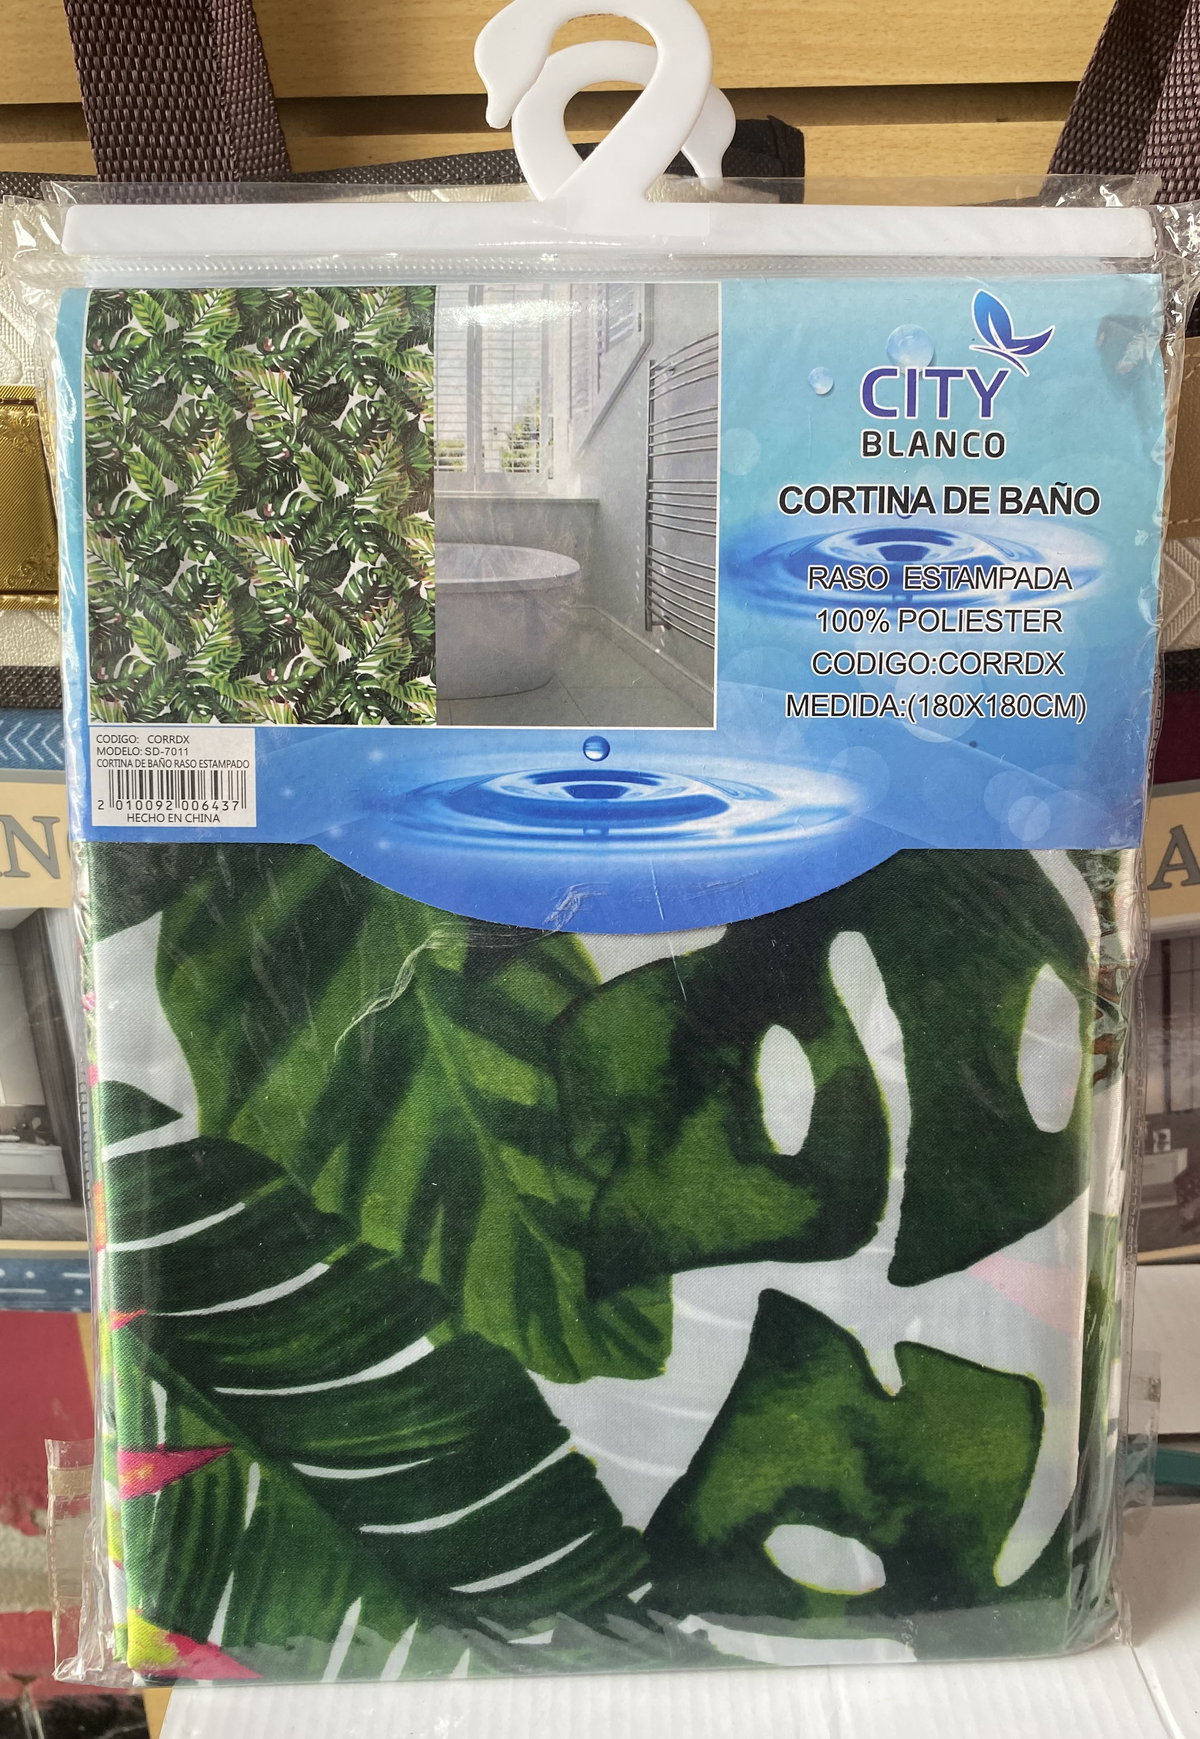 CITY
BLANCO
CORTINA DE BAÑO
RASO ESTAMPADA
100% POLIESTER
CODIGO:CORRDX
MEDIDA:(180X180CM)
CODIGO: CORRDX
MODELO: SD-7011
CORTINA DE BAÑO RASO ESTAMPADO
2 010092 006437
HECHO EN CHINA